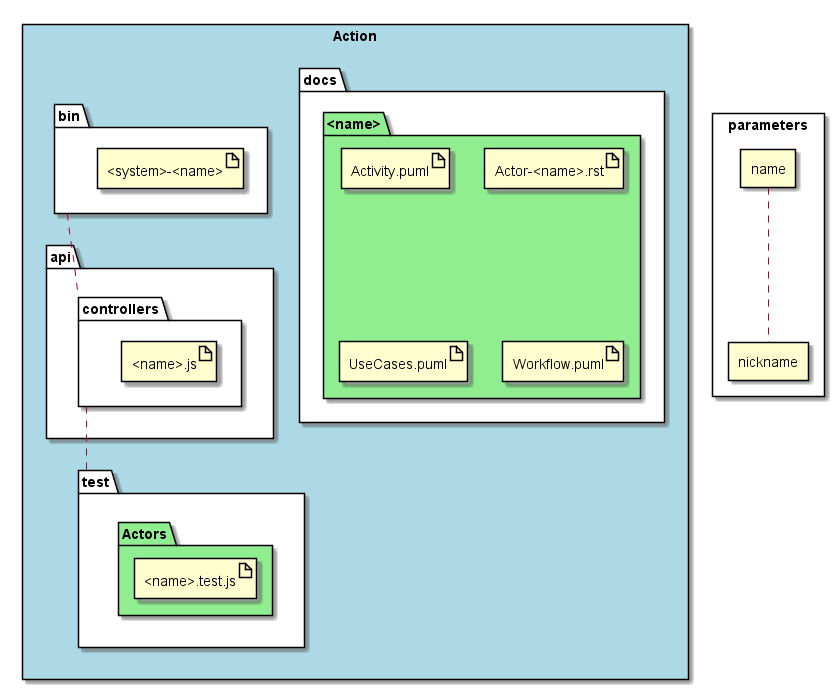 Action
bin
<system>-<name>
api
controllers
<name>.js
test
Actors
<name>.test.js
docs
<name>
Activity.puml
Actor-<name>.rst
UseCases.puml
Workflow.puml
parameters
name
nickname